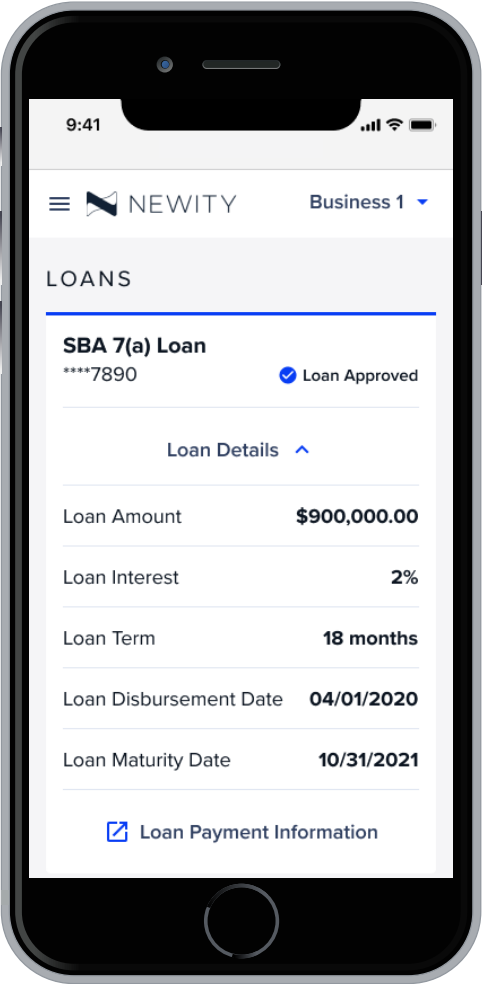 9:41
NEWITY
Business 1
LOANS
SBA 7(a) Loan
****7890
Loan Approved
Loan Details
Loan Amount $900,000.00
Loan Interest 2%
Loan Term 18 months
Loan Disbursement Date 04/01/2020
Loan Maturity Date 10/31/2021
Loan Payment Information